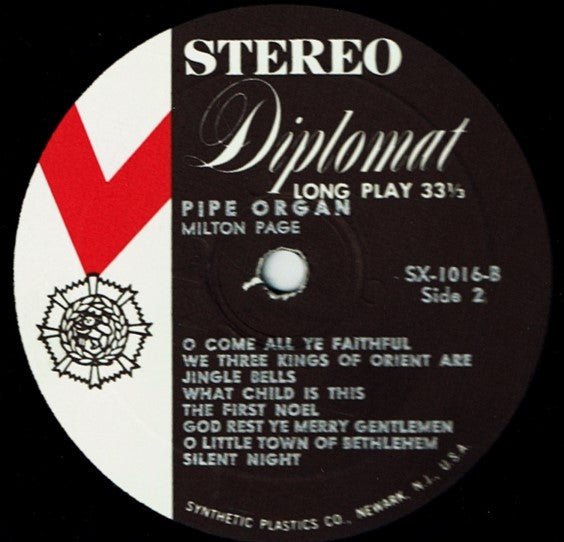 STEREO
Diplomat
LONG PLAY 33⅓
PIPE ORGAN
MILTON PAGE
SX-1016-B
Side 2
O COME ALL YE FAITHFUL
WE THREE KINGS OF ORIENT ARE
JINGLE BELLS
WHAT CHILD IS THIS
THE FIRST NOEL
GOD REST YE MERRY GENTLEMEN
O LITTLE TOWN OF BETHLEHEM
SILENT NIGHT
SYNTHETIC PLASTICS CO., NEWARK, N.J., U.S.A.